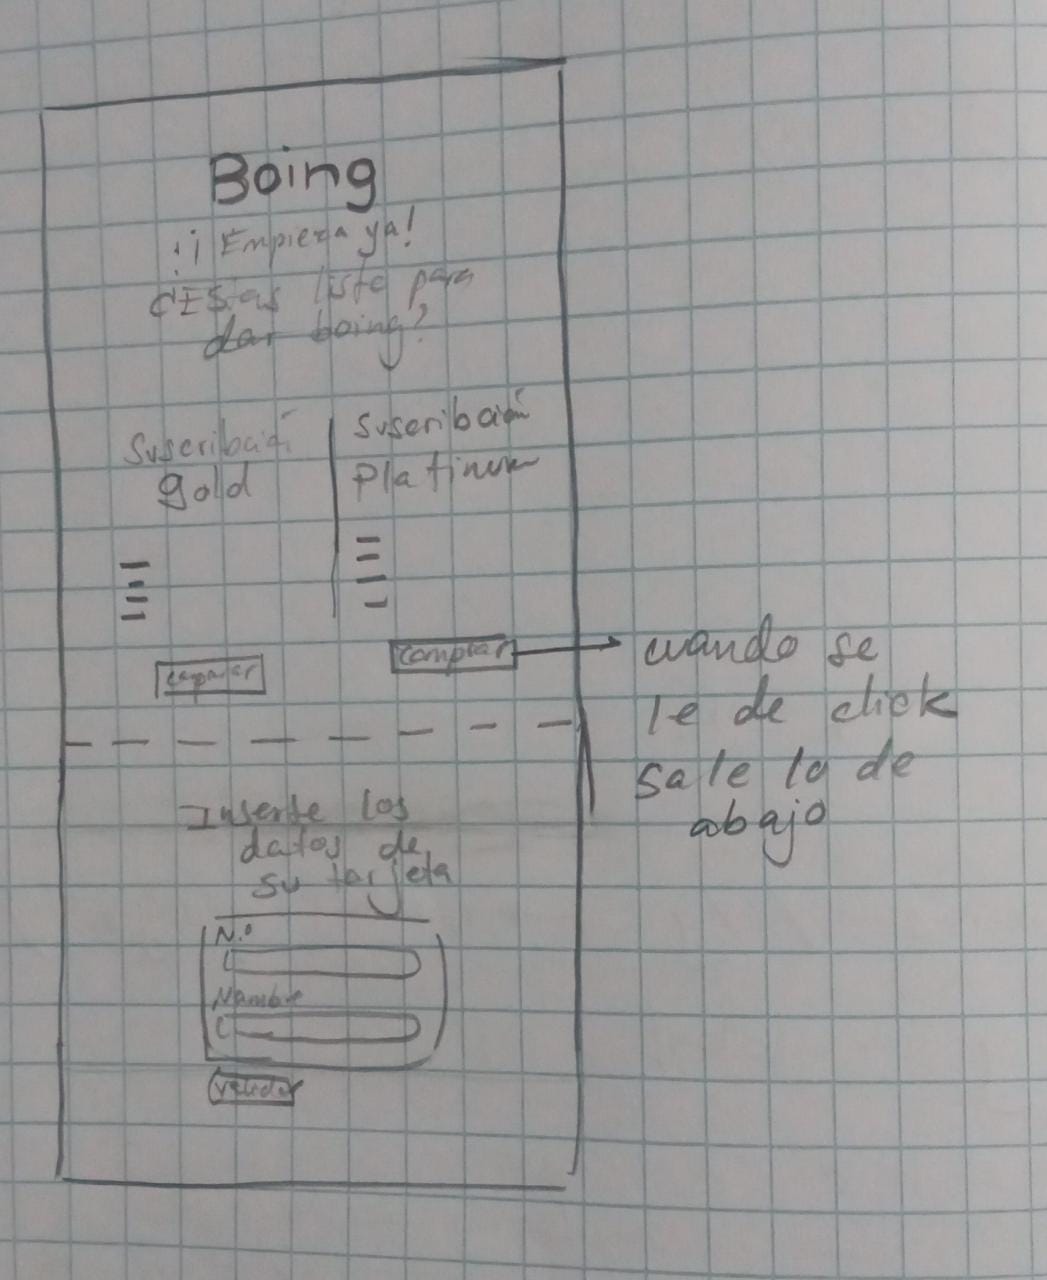 Boing
¡¡Empieza ya!
¿Estas listo para
dar boing?
Suscribción
gold
Suscribción
Platinum
comprar
comprar
cuando se
le de click
sale lo de
abajo
Inserte los
datos de
su tarjeta
N.o
Nombre
validar